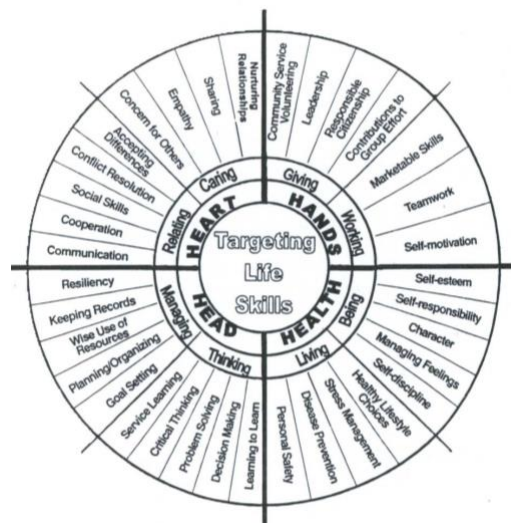 Targeting
Life
Skills
HEART
HANDS
HEALTH
HEAD
Relating
Caring
Giving
Working
Being
Living
Thinking
Managing
Communication
Cooperation
Social Skills
Conflict Resolution
Accepting
Differences
Concern for Others
Empathy
Sharing
Nurturing
Relationships
Community Service
Volunteering
Leadership
Responsible
Citizenship
Contributions to
Group Effort
Marketable Skills
Teamwork
Self-motivation
Self-esteem
Self-responsibility
Character
Managing Feelings
Self-discipline
Healthy Lifestyle
Choices
Stress Management
Disease Prevention
Personal Safety
Learning to Learn
Decision Making
Problem Solving
Critical Thinking
Service Learning
Goal Setting
Planning/Organizing
Wise Use of
Resources
Keeping Records
Resiliency